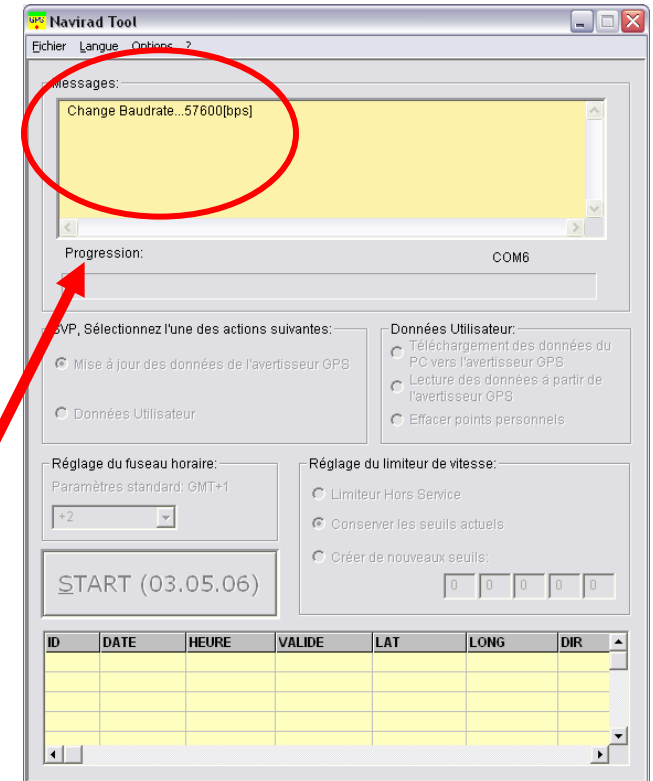 GPS Navirad Tool
Fichier Langue Options ?
Messages:
Change Baudrate...57600[bps]
Progression:
COM6
SVP, Sélectionnez l'une des actions suivantes:
Mise à jour des données de l'avertisseur GPS
Données Utilisateur
Données Utilisateur:
Téléchargement des données du
PC vers l'avertisseur GPS
Lecture des données à partir de
l'avertisseur GPS
Effacer points personnels
Réglage du fuseau horaire:
Paramètres standard: GMT+1
+2
Réglage du limiteur de vitesse:
Limiteur Hors Service
Conserver les seuils actuels
Créer de nouveaux seuils:
0 0 0 0 0
START (03.05.06)
ID DATE HEURE VALIDE LAT LONG DIR